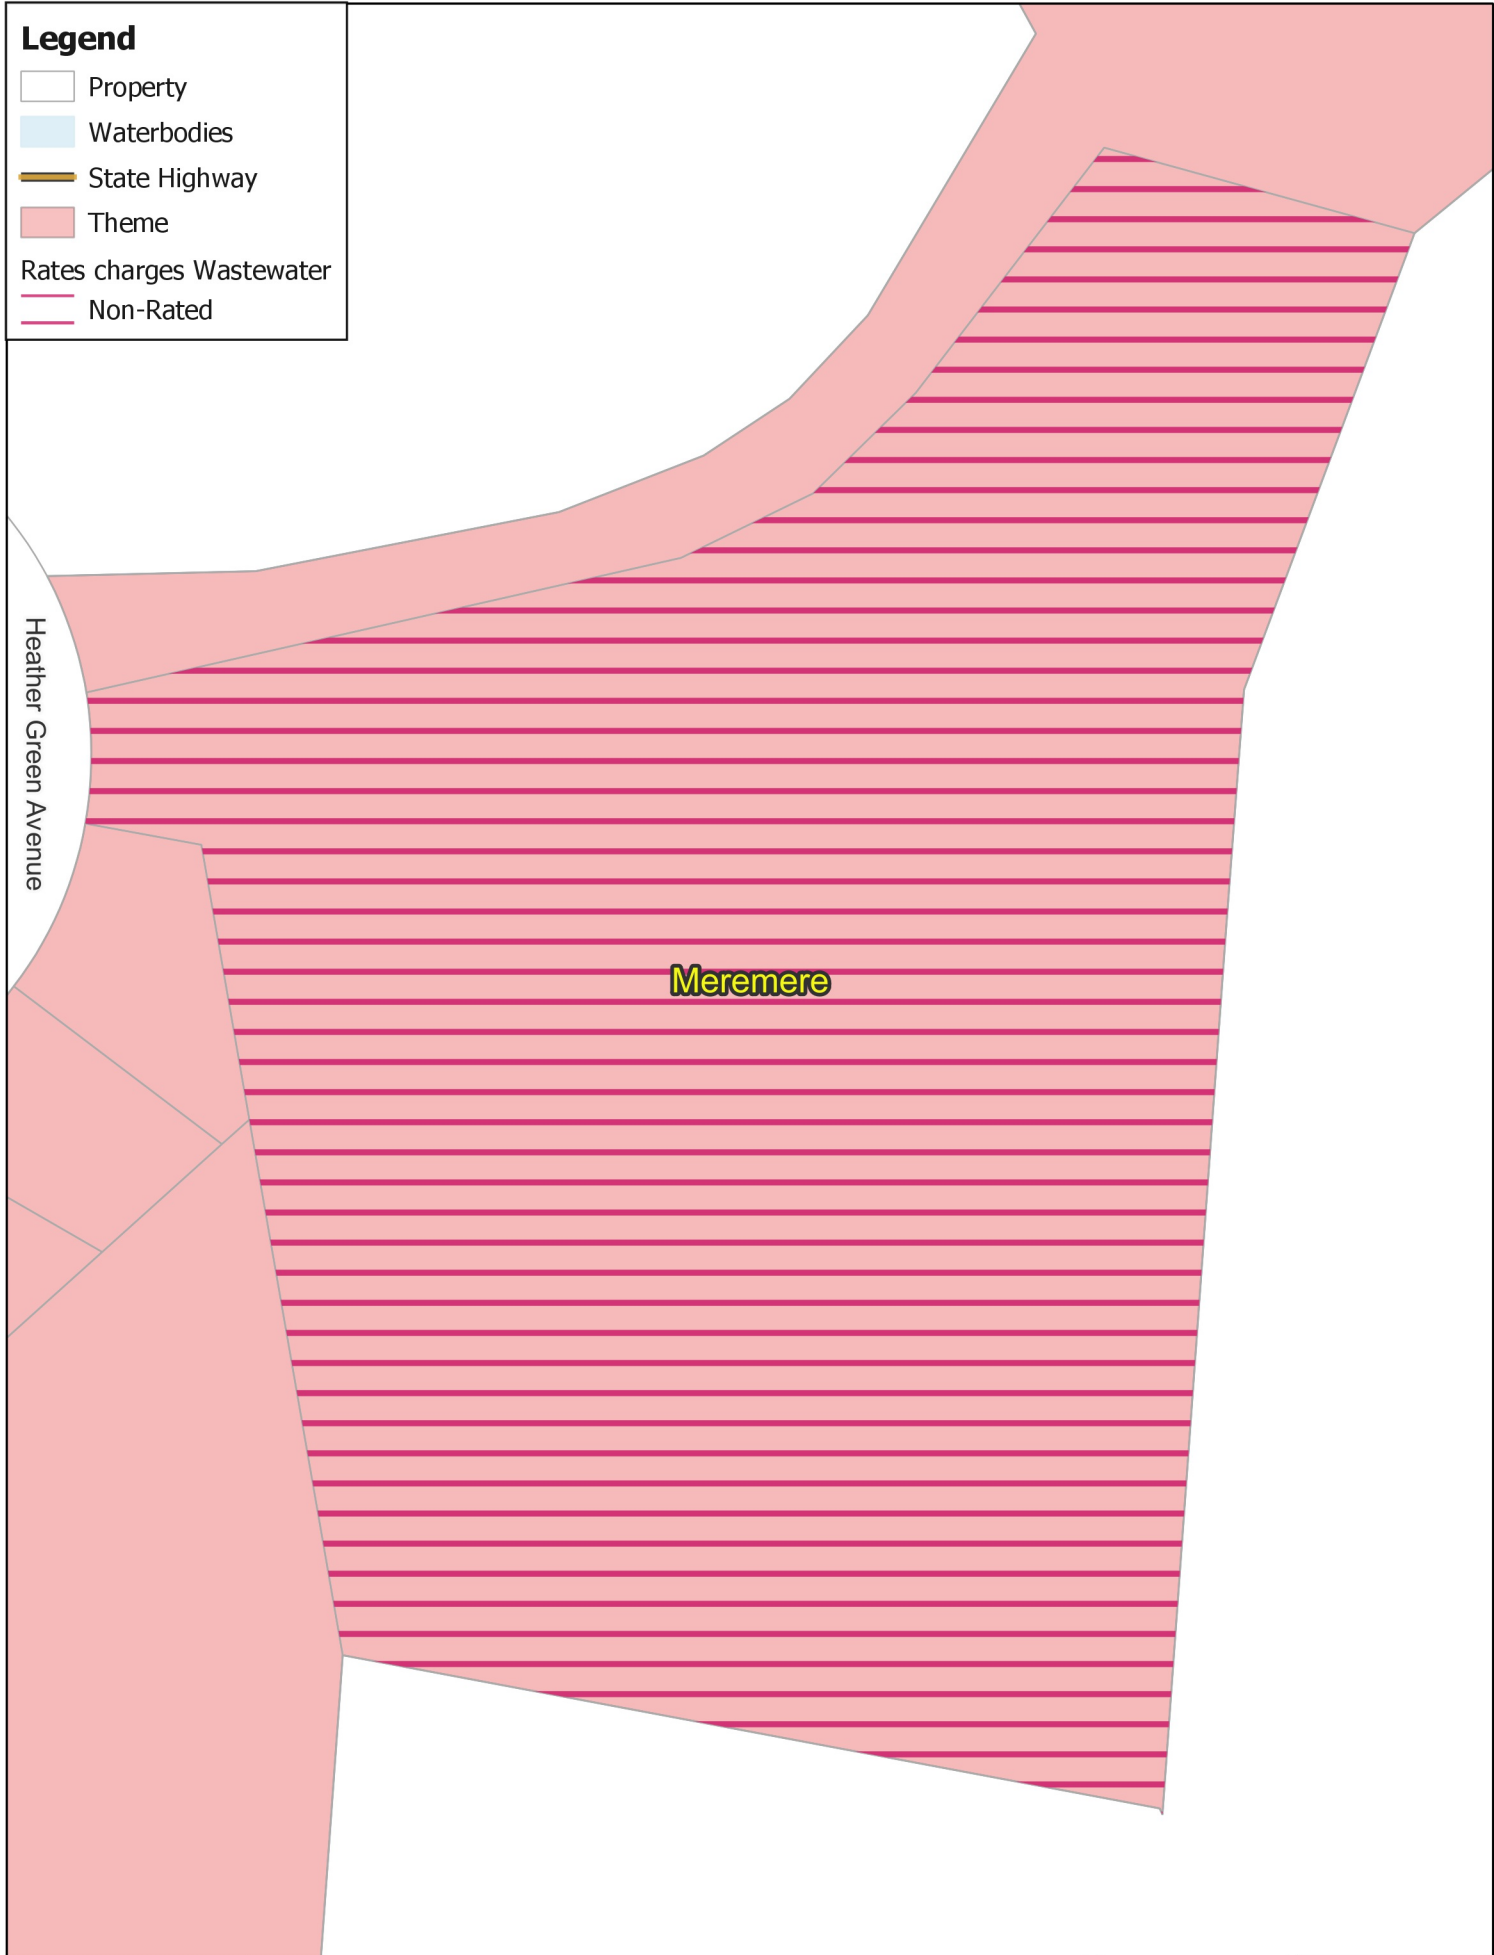 Legend
Property
Waterbodies
State Highway
Theme
Rates charges Wastewater
Non-Rated
Heather Green Avenue
Meremere